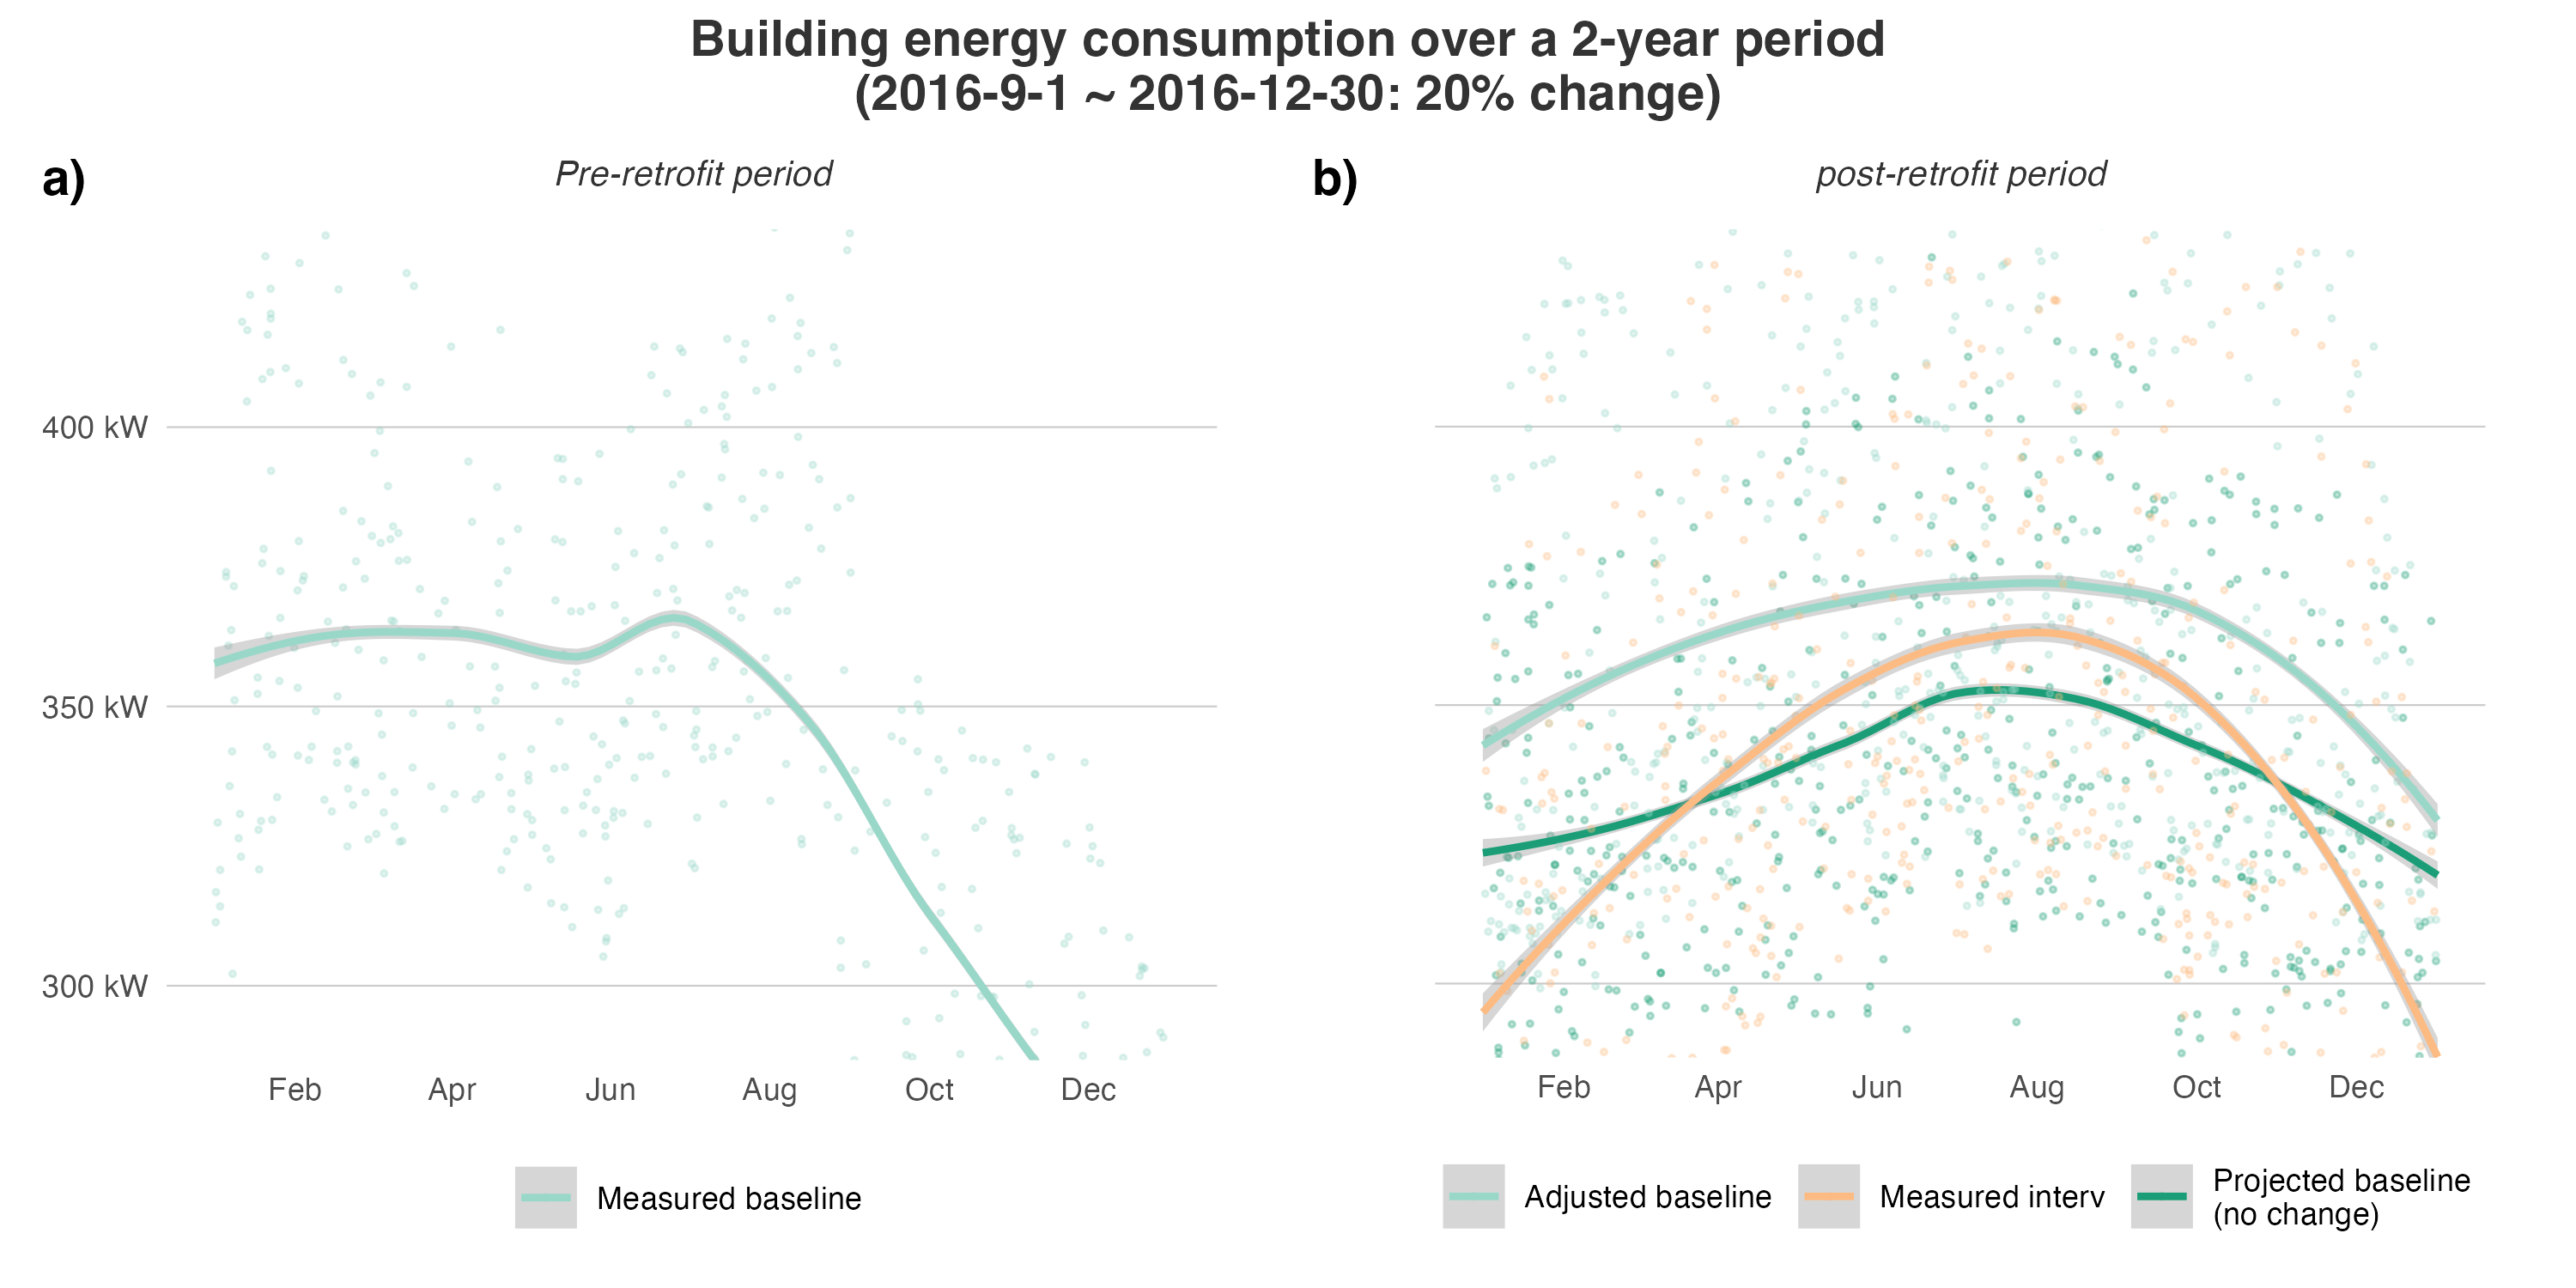 Building energy consumption over a 2-year period
(2016-9-1 ~ 2016-12-30: 20% change)
a)
Pre-retrofit period
400 kW
350 kW
300 kW
Feb Apr Jun Aug Oct Dec
Measured baseline
b)
post-retrofit period
Feb Apr Jun Aug Oct Dec
Adjusted baseline
Measured interv
Projected baseline
(no change)